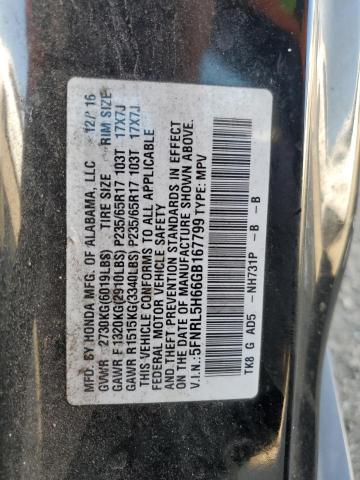 MFD. BY HONDA MFG. OF ALABAMA, LLC 12/ 16
GVWR 2730KG(6019LBS) TIRE SIZE RIM SIZE
GAWR F 1320KG(2910LBS) P235/65R17 103T 17X7J
GAWR R 1515KG(3340LBS) P235/65R17 103T 17X7J
THIS VEHICLE CONFORMS TO ALL APPLICABLE
FEDERAL MOTOR VEHICLE SAFETY
AND THEFT PREVENTION STANDARDS IN EFFECT
ON THE DATE OF MANUFACTURE SHOWN ABOVE.
V.I.N.:5FNRL5H66GB167799 TYPE: MPV
TK8 G AD5 -NH731P -B -B